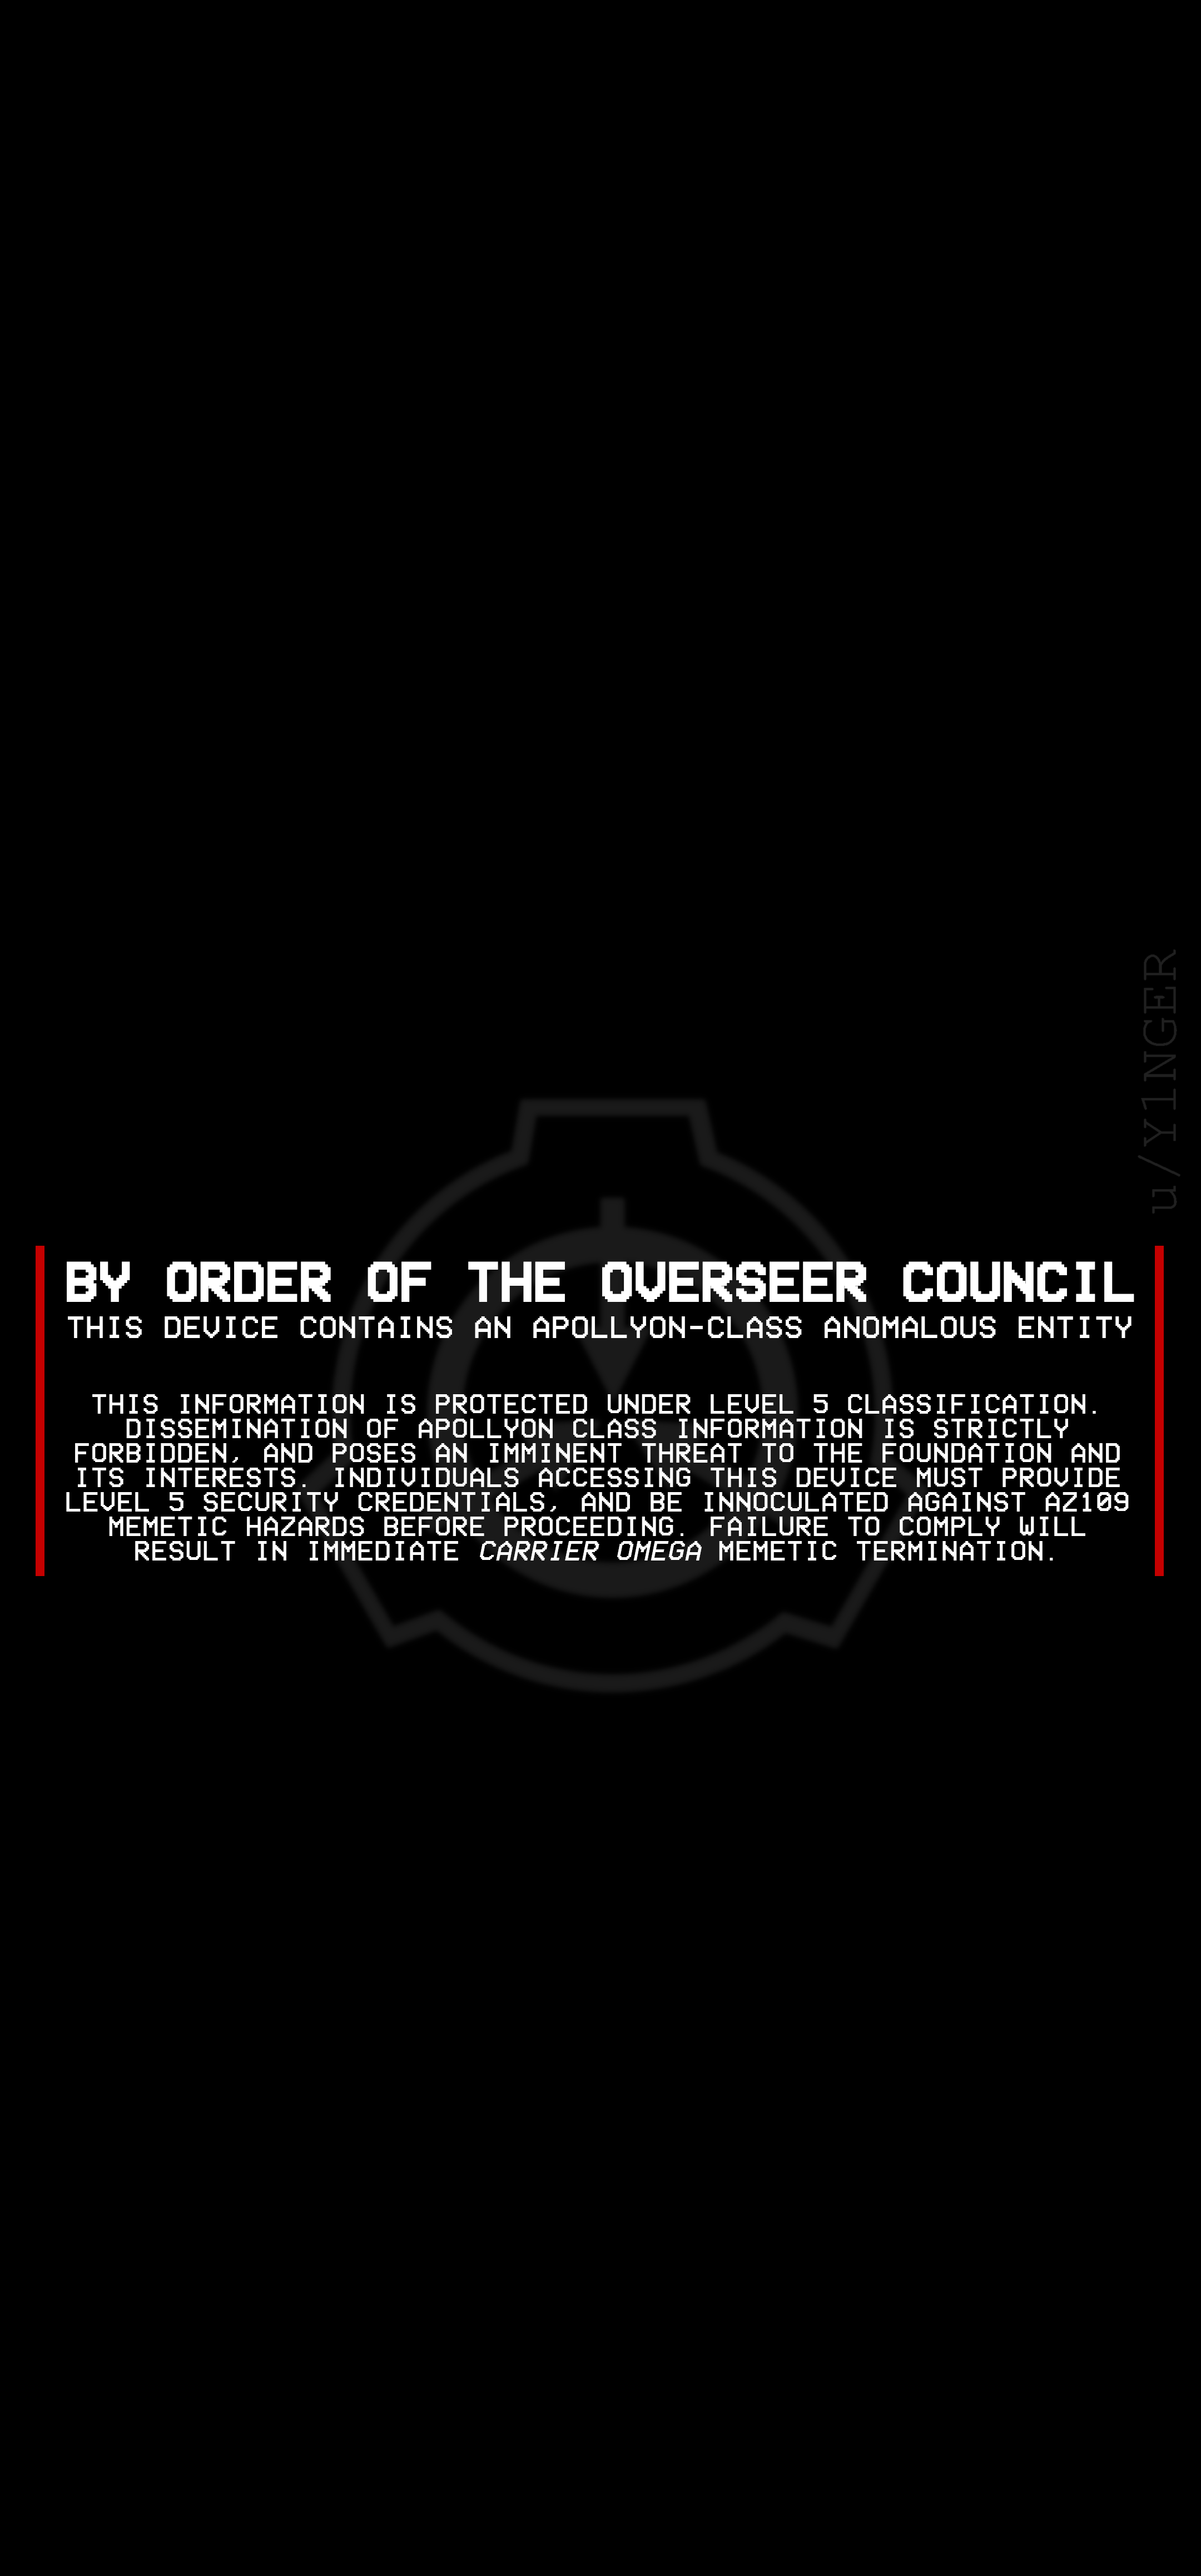 u/Y1NGER
BY ORDER OF THE OVERSEER COUNCIL
THIS DEVICE CONTAINS AN APOLLYON-CLASS ANOMALOUS ENTITY
THIS INFORMATION IS PROTECTED UNDER LEVEL 5 CLASSIFICATION.
DISSEMINATION OF APOLLYON CLASS INFORMATION IS STRICTLY
FORBIDDEN, AND POSES AN IMMINENT THREAT TO THE FOUNDATION AND
ITS INTERESTS. INDIVIDUALS ACCESSING THIS DEVICE MUST PROVIDE
LEVEL 5 SECURITY CREDENTIALS, AND BE INNOCULATED AGAINST AZ109
MEMETIC HAZARDS BEFORE PROCEEDING. FAILURE TO COMPLY WILL
RESULT IN IMMEDIATE CARRIER OMEGA MEMETIC TERMINATION.